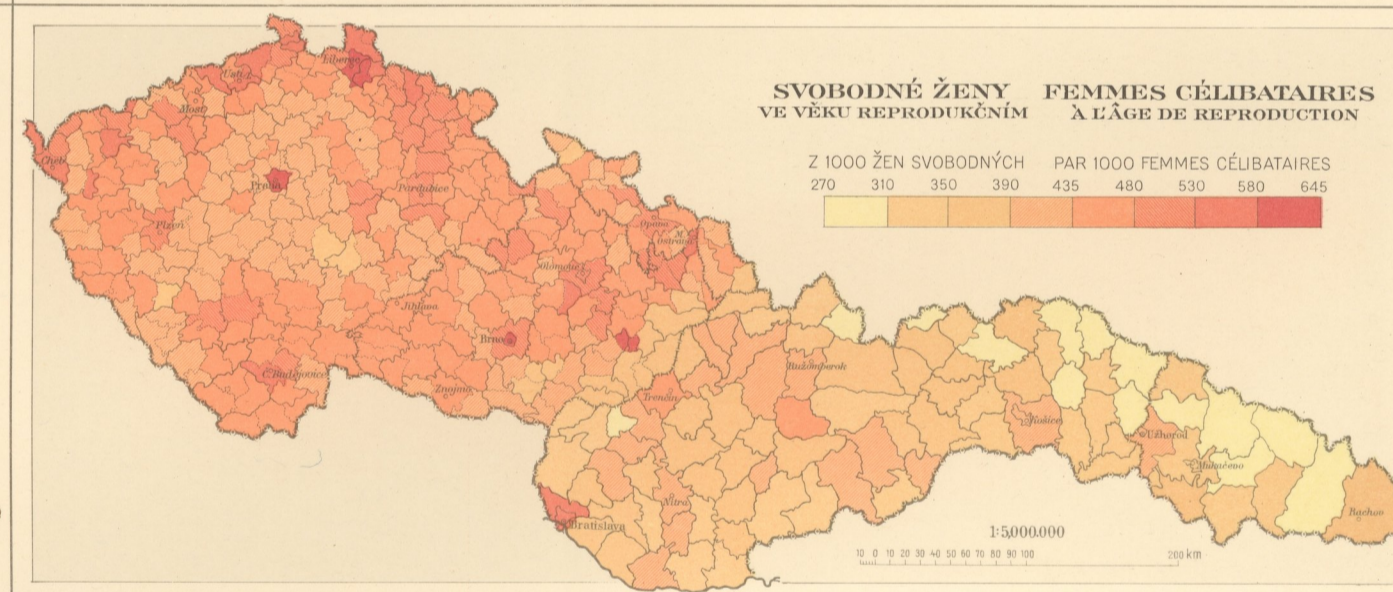 SVOBODNÉ ŽENY
VE VĚKU REPRODUKČNÍM
FEMMES CÉLIBATAIRES
À L'ÂGE DE REPRODUCTION
Z 1000 ŽEN SVOBODNÝCH PAR 1000 FEMMES CÉLIBATAIRES
270 310 350 390 435 480 530 580 645
Liberec
Ústí
Most
Cheb
Praha
Pardubice
Plzeň
Opava
M. Ostrava
Olomouc
Jihlava
Brno
Č. Budějovice
Znojmo
Ružomberok
Trenčín
Košice
Užhorod
Mukačevo
Nitra
Rachov
Bratislava
1:5,000.000
10 0 10 20 30 40 50 60 70 80 90 100 200 km